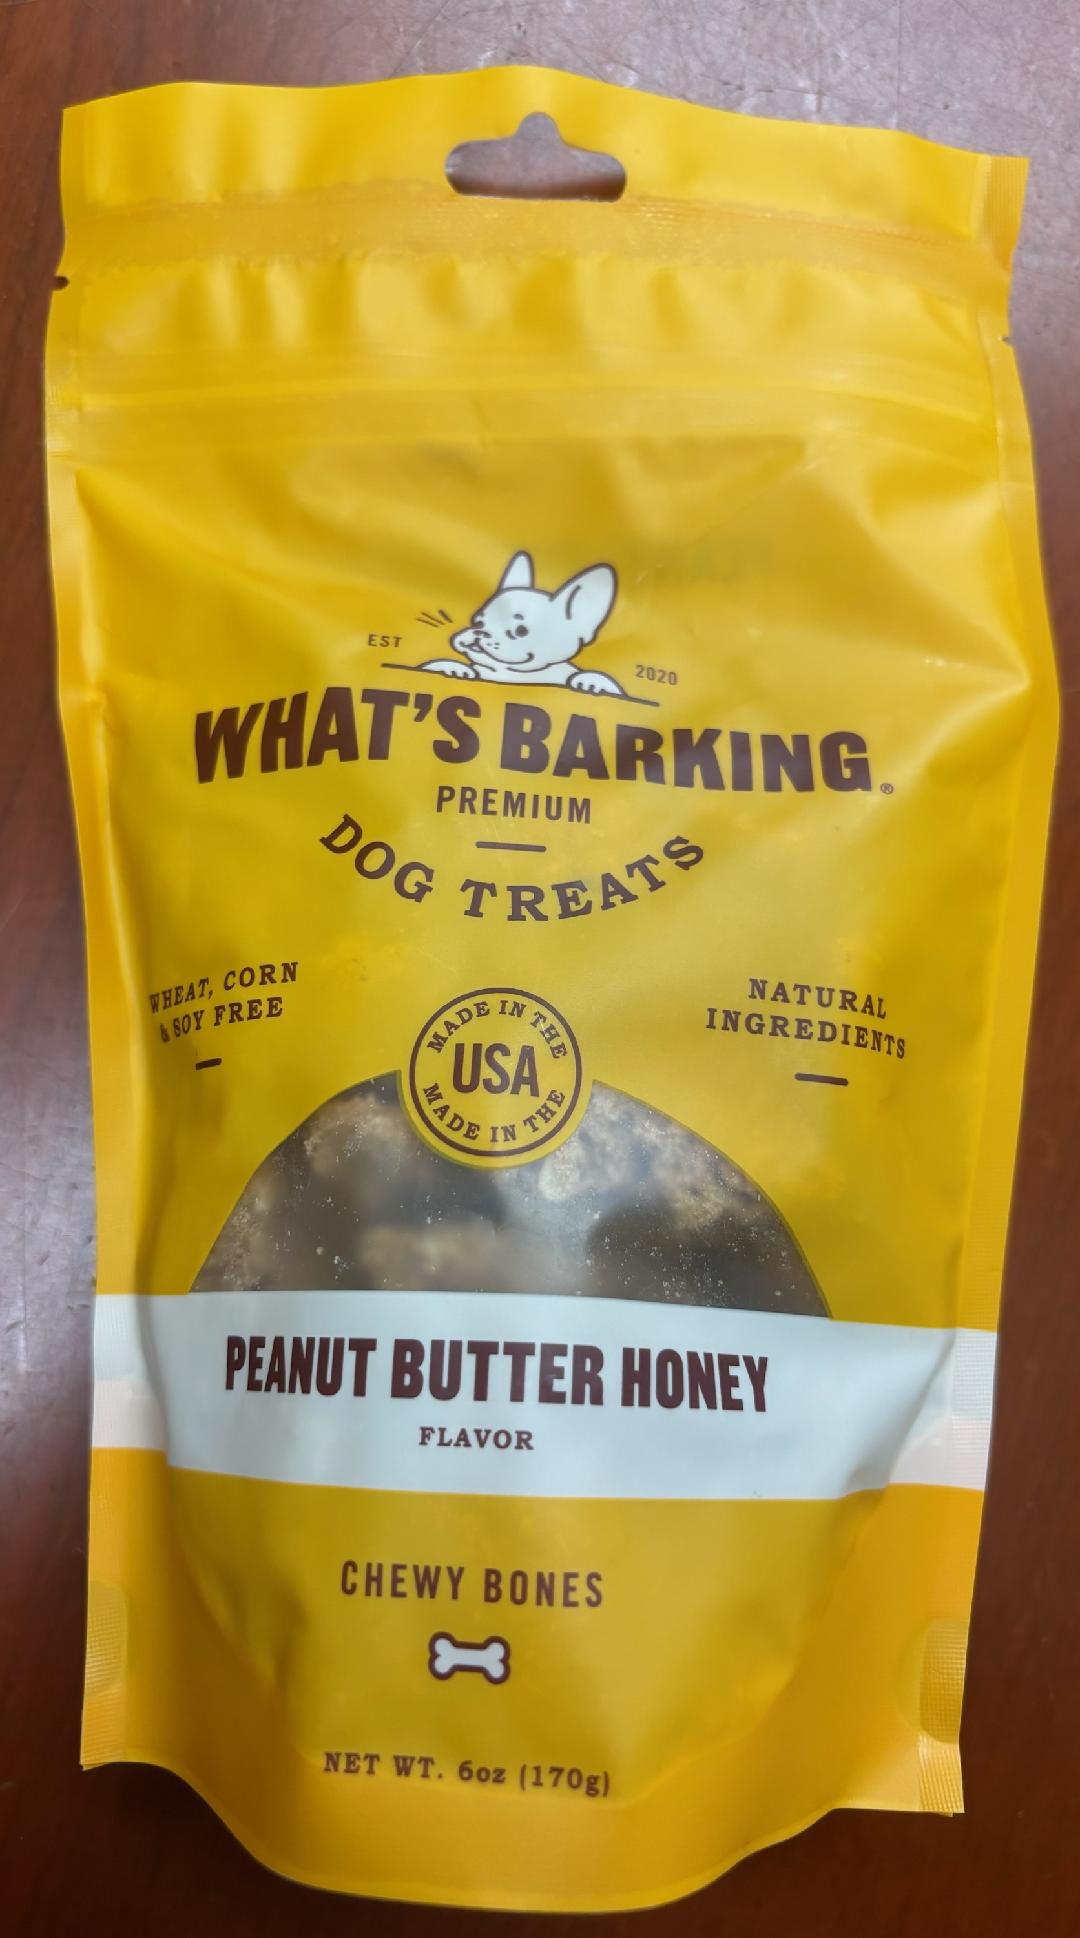 EST 2020
WHAT'S BARKING®
PREMIUM
DOG TREATS
WHEAT, CORN
& SOY FREE
NATURAL
INGREDIENTS
MADE IN THE
USA
MADE IN THE
PEANUT BUTTER HONEY
FLAVOR
CHEWY BONES
NET WT. 6oz (170g)